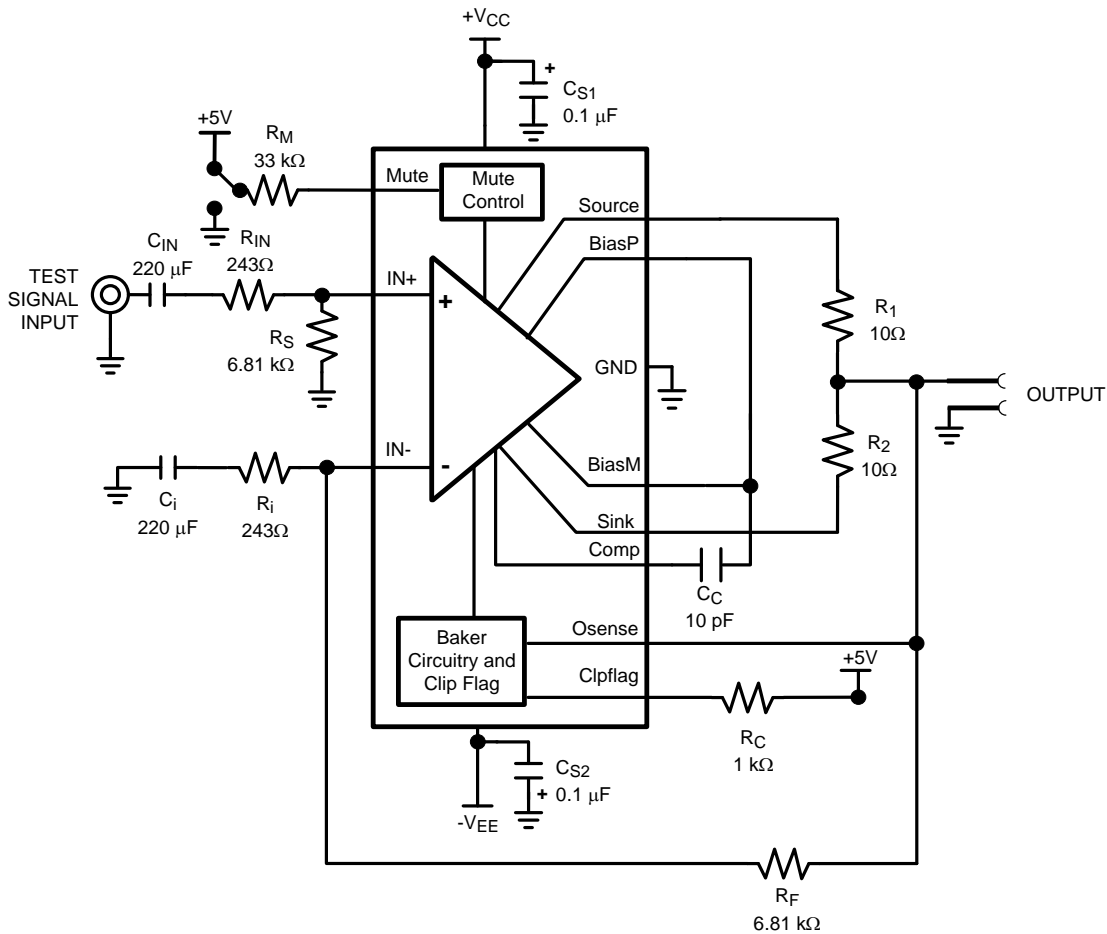 +VCC
+
CS1
0.1 μF
+5V
RM
33 kΩ
Mute
Mute
Control
Source
BiasP
CIN
220 μF
RIN
243Ω
TEST
SIGNAL
INPUT
IN+
+
RS
6.81 kΩ
R1
10Ω
GND
OUTPUT
IN-
-
R2
10Ω
Ci
220 μF
Ri
243Ω
BiasM
Sink
Comp
CC
10 pF
Baker
Circuitry and
Clip Flag
Osense
Clpflag
+5V
RC
1 kΩ
CS2
+ 0.1 μF
-VEE
RF
6.81 kΩ